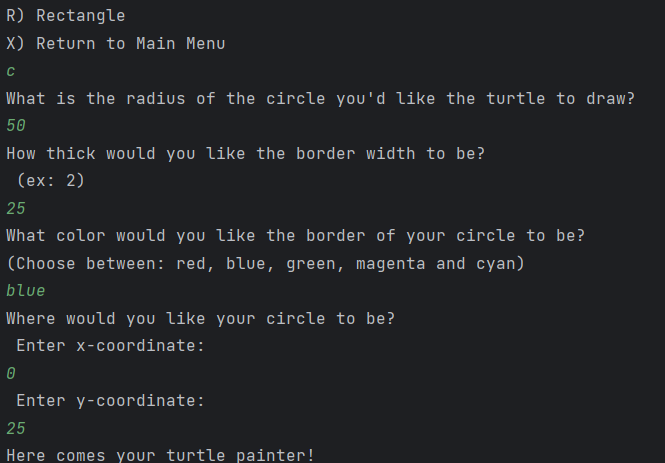 R) Rectangle
X) Return to Main Menu
c
What is the radius of the circle you'd like the turtle to draw?
50
How thick would you like the border width to be?
(ex: 2)
25
What color would you like the border of your circle to be?
(Choose between: red, blue, green, magenta and cyan)
blue
Where would you like your circle to be?
Enter x-coordinate:
0
Enter y-coordinate:
25
Here comes your turtle painter!